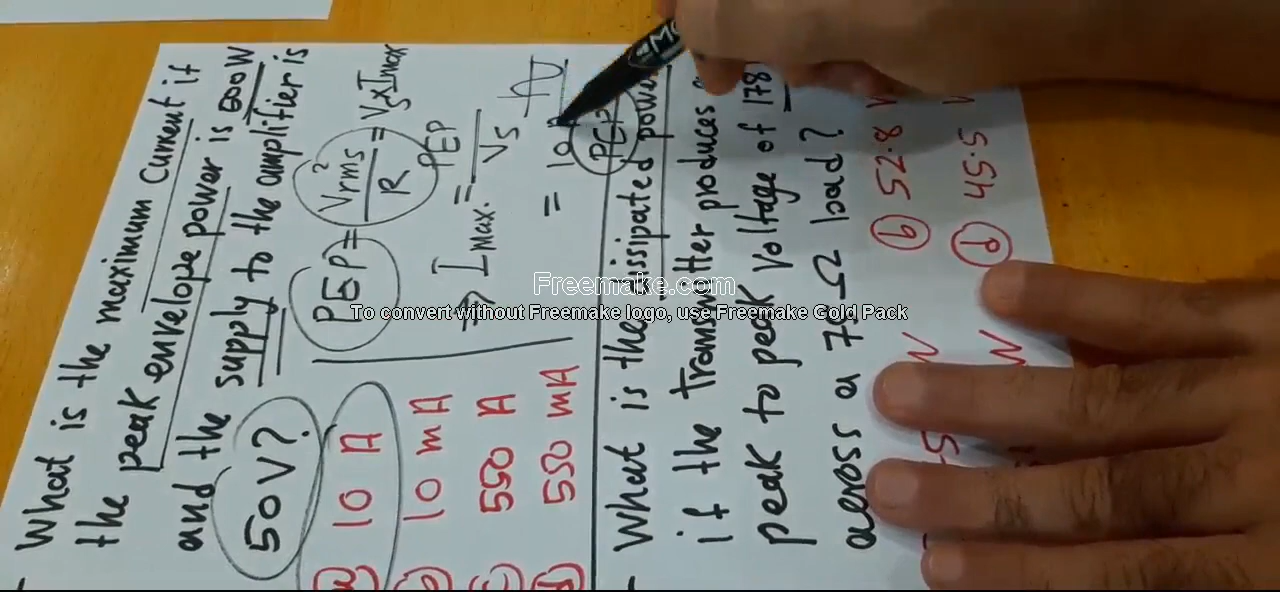 - What is the maximum Current if
the peak envelope power is 500W
and the supply to the amplifier is
50V?
a) 10 A
10 mA
c) 550 A
d) 550 mA
PEP = Vrms² / R = Vs x Imax
=> Imax. = PEP / Vs
= 10A
PEP
- What is the dissipated power
if the transmitter produces
peak to peak voltage of 178
across a 75 Ω load?
W
b) 52.8
W
d) 45.5
Freemake.com
To convert without Freemake logo, use Freemake Gold Pack